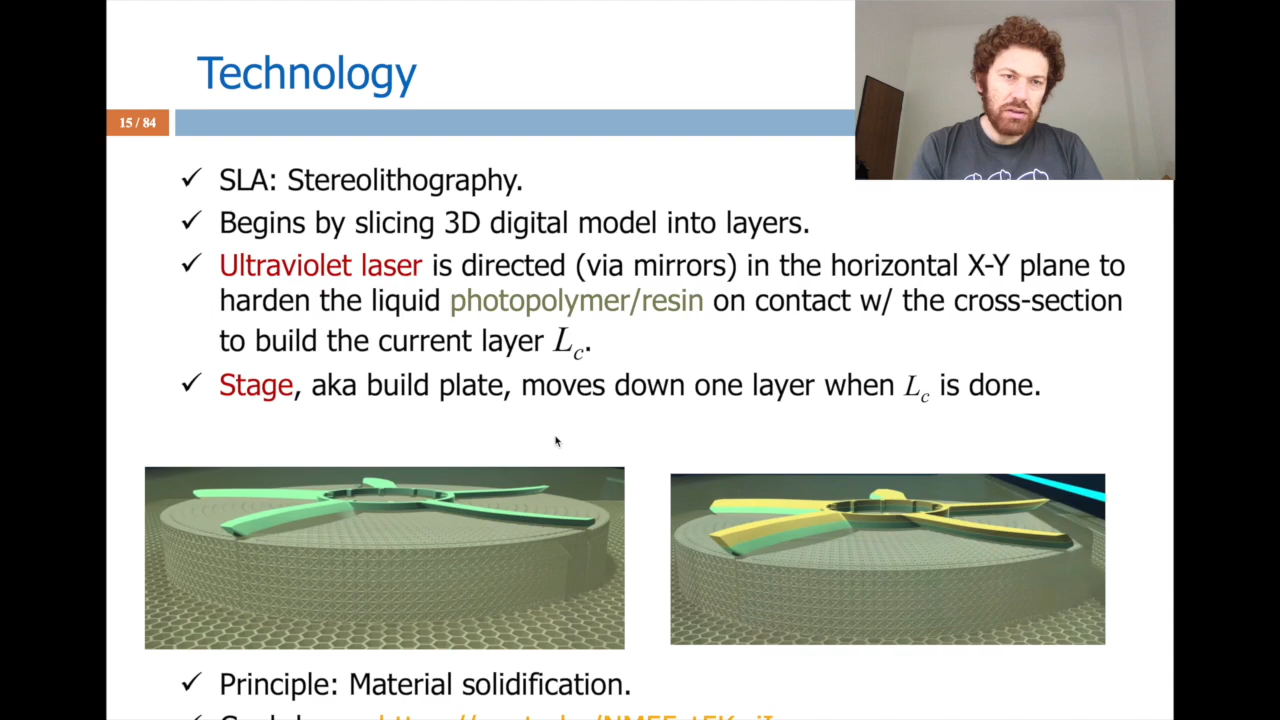 Technology
15 / 84
✓ SLA: Stereolithography.
✓ Begins by slicing 3D digital model into layers.
✓ Ultraviolet laser is directed (via mirrors) in the horizontal X-Y plane to
harden the liquid photopolymer/resin on contact w/ the cross-section
to build the current layer L_c.
✓ Stage, aka build plate, moves down one layer when L_c is done.
✓ Principle: Material solidification.